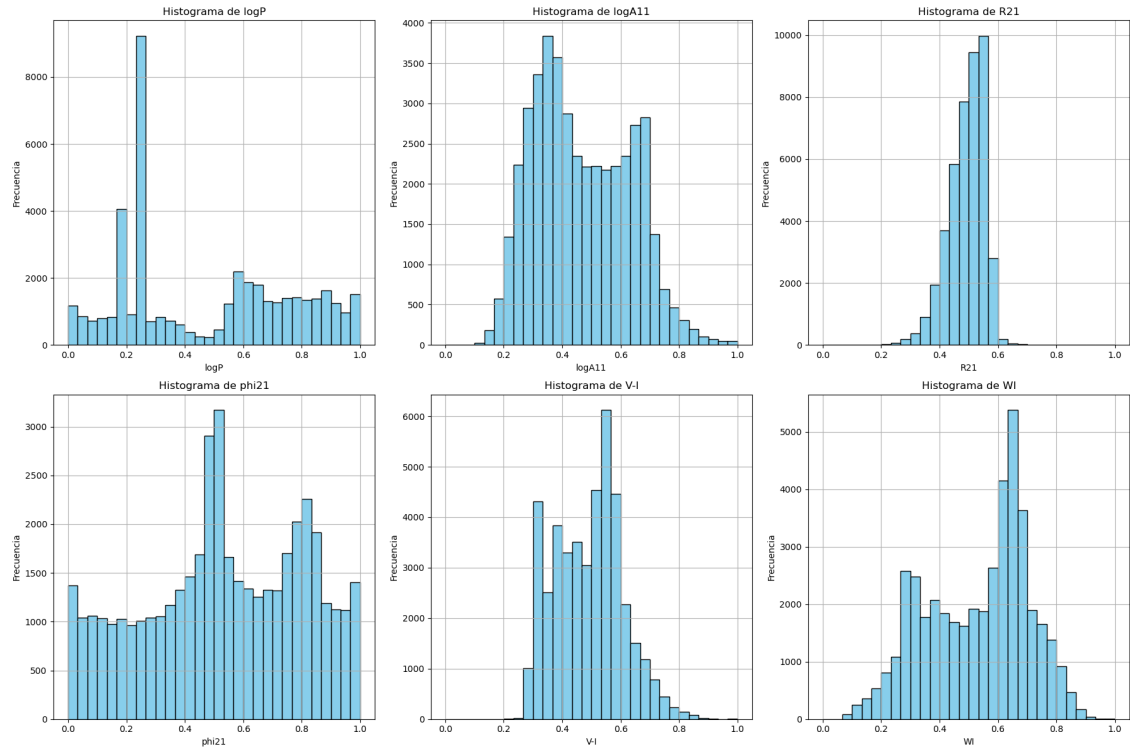 Histograma de logP
Frecuencia
8000
6000
4000
2000
0
0.0 0.2 0.4 0.6 0.8 1.0
logP
Histograma de logA11
Frecuencia
4000
3500
3000
2500
2000
1500
1000
500
0
0.0 0.2 0.4 0.6 0.8 1.0
logA11
Histograma de R21
Frecuencia
10000
8000
6000
4000
2000
0
0.0 0.2 0.4 0.6 0.8 1.0
R21
Histograma de phi21
Frecuencia
3000
2500
2000
1500
1000
500
0
0.0 0.2 0.4 0.6 0.8 1.0
phi21
Histograma de V-I
Frecuencia
6000
5000
4000
3000
2000
1000
0
0.0 0.2 0.4 0.6 0.8 1.0
V-I
Histograma de WI
Frecuencia
5000
4000
3000
2000
1000
0
0.0 0.2 0.4 0.6 0.8 1.0
WI